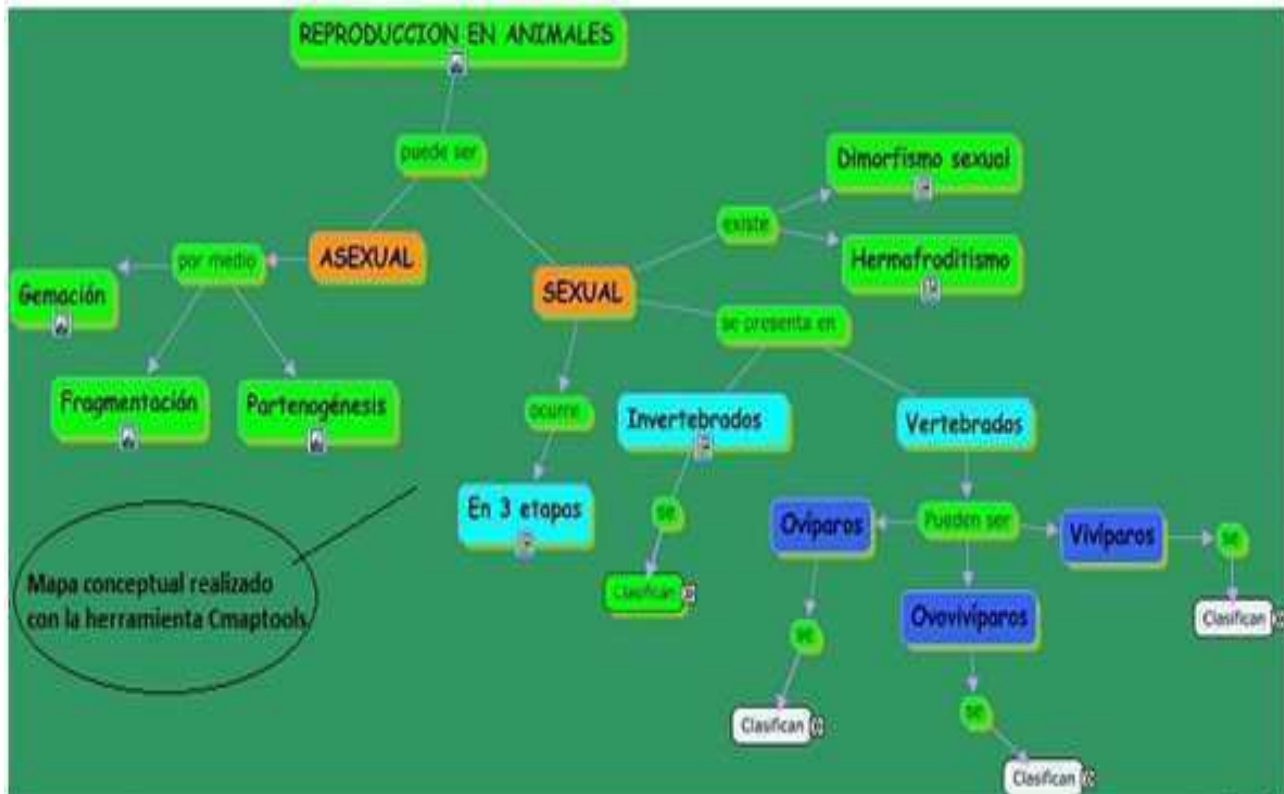 REPRODUCCION EN ANIMALES
puede ser
ASEXUAL
por medio
Gemación
Fragmentación
Partenogénesis
SEXUAL
existe
Dimorfismo sexual
Hermafroditismo
se presenta en
ocurre
En 3 etapas
Invertebrados
se
Clasifican
Vertebrados
Pueden ser
Ovíparos
se
Clasifican
Ovovivíparos
se
Clasifican
Vivíparos
se
Clasifican
Mapa conceptual realizado
con la herramienta Cmaptools